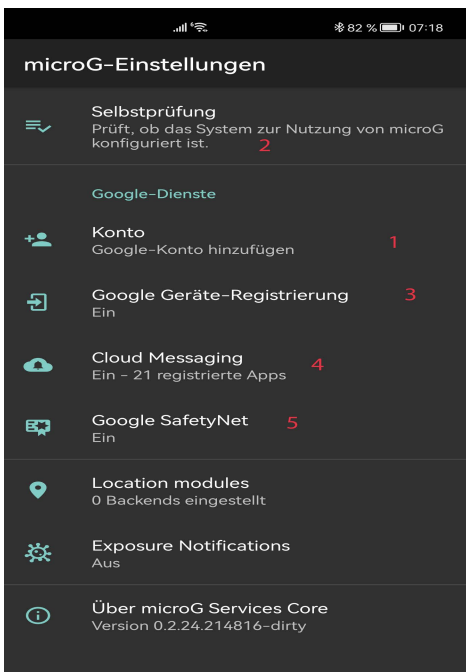 82 % 07:18
microG-Einstellungen
Selbstprüfung
Prüft, ob das System zur Nutzung von microG
konfiguriert ist. 2
Google-Dienste
Konto
Google-Konto hinzufügen 1
Google Geräte-Registrierung 3
Ein
Cloud Messaging
Ein - 21 registrierte Apps 4
Google SafetyNet 5
Ein
Location modules
0 Backends eingestellt
Exposure Notifications
Aus
Über microG Services Core
Version 0.2.24.214816-dirty